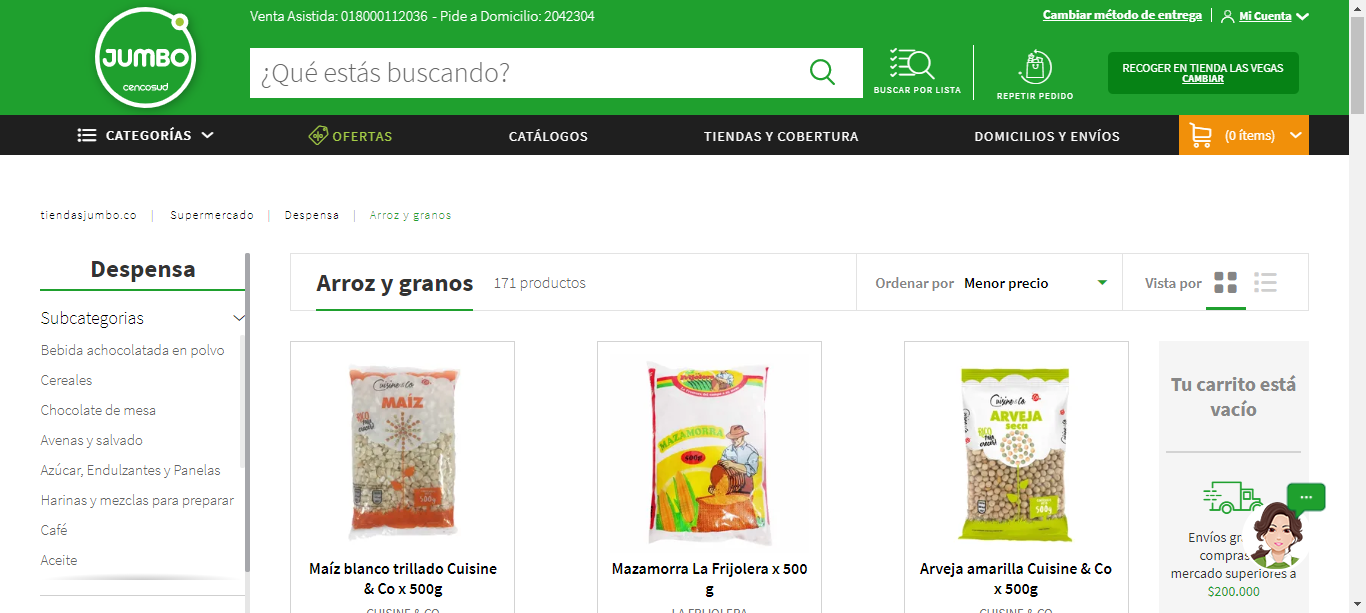 Venta Asistida: 018000112036 - Pide a Domicilio: 2042304
Cambiar método de entrega
Mi Cuenta
JUMBO
cencosud
¿Qué estás buscando?
BUSCAR POR LISTA
REPETIR PEDIDO
RECOGER EN TIENDA LAS VEGAS
CAMBIAR
CATEGORÍAS
OFERTAS
CATÁLOGOS
TIENDAS Y COBERTURA
DOMICILIOS Y ENVÍOS
(0 ítems)
tiendasjumbo.co | Supermercado | Despensa | Arroz y granos
Despensa
Subcategorias
Bebida achocolatada en polvo
Cereales
Chocolate de mesa
Avenas y salvado
Azúcar, Endulzantes y Panelas
Harinas y mezclas para preparar
Café
Aceite
Arroz y granos
171 productos
Ordenar por Menor precio
Vista por
Cuisine & Co
MAÍZ
500g
Maíz blanco trillado Cuisine
& Co x 500g
CUISINE & CO
MAZAMORRA
500g
Mazamorra La Frijolera x 500
g
LA FRIJOLERA
Cuisine & Co
ARVEJA
seca
500g
Arveja amarilla Cuisine & Co
x 500g
CUISINE & CO
Tu carrito está
vacío
Envíos
compras
mercado superiores a
$200.000